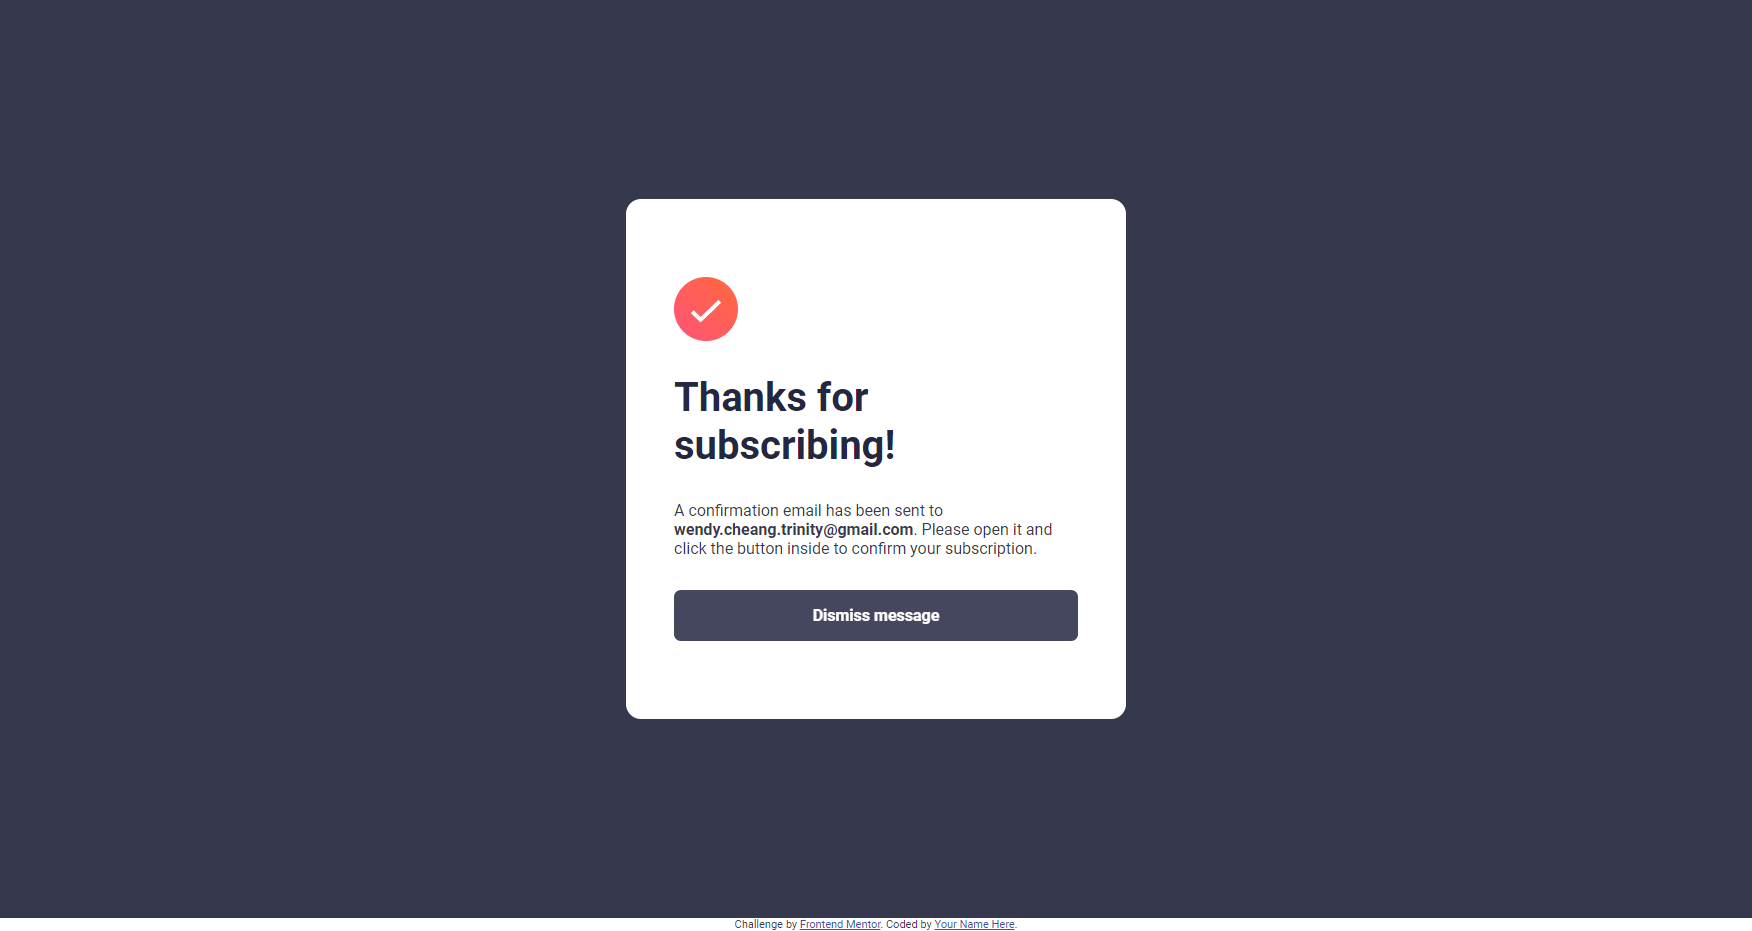 Thanks for
subscribing!
A confirmation email has been sent to
wendy.cheang.trinity@gmail.com. Please open it and
click the button inside to confirm your subscription.
Dismiss message
Challenge by Frontend Mentor. Coded by Your Name Here.